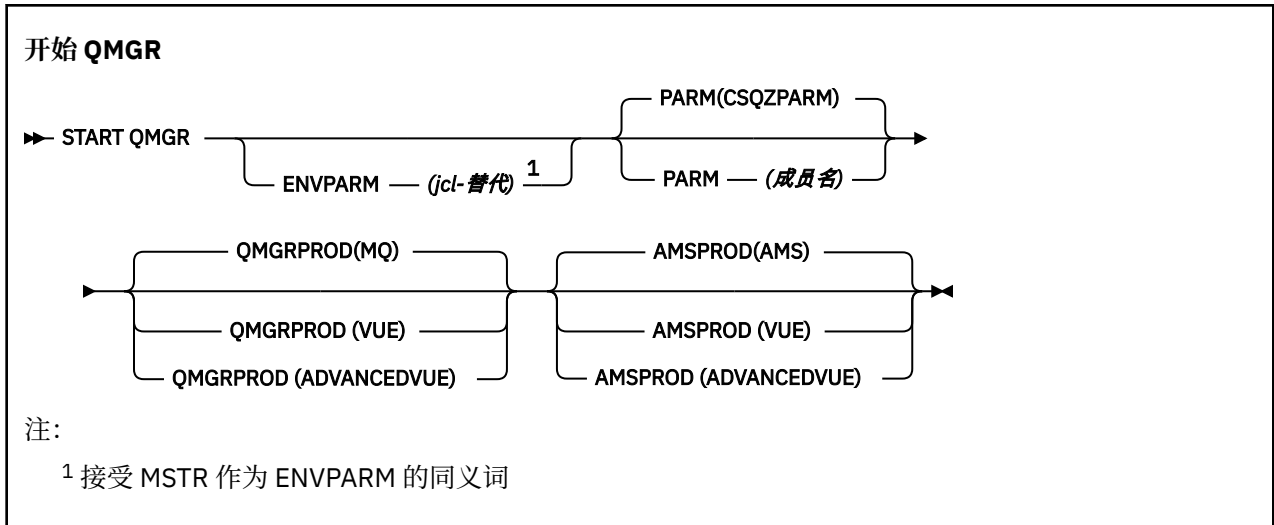 开始 QMGR
PARM(CSQZPARM)
START QMGR
ENVPARM (jcl-替代) 1
PARM (成员名)
QMGRPROD(MQ) AMSPROD(AMS)
QMGRPROD (VUE) AMSPROD (VUE)
QMGRPROD (ADVANCEDVUE) AMSPROD (ADVANCEDVUE)
注:
1 接受 MSTR 作为 ENVPARM 的同义词